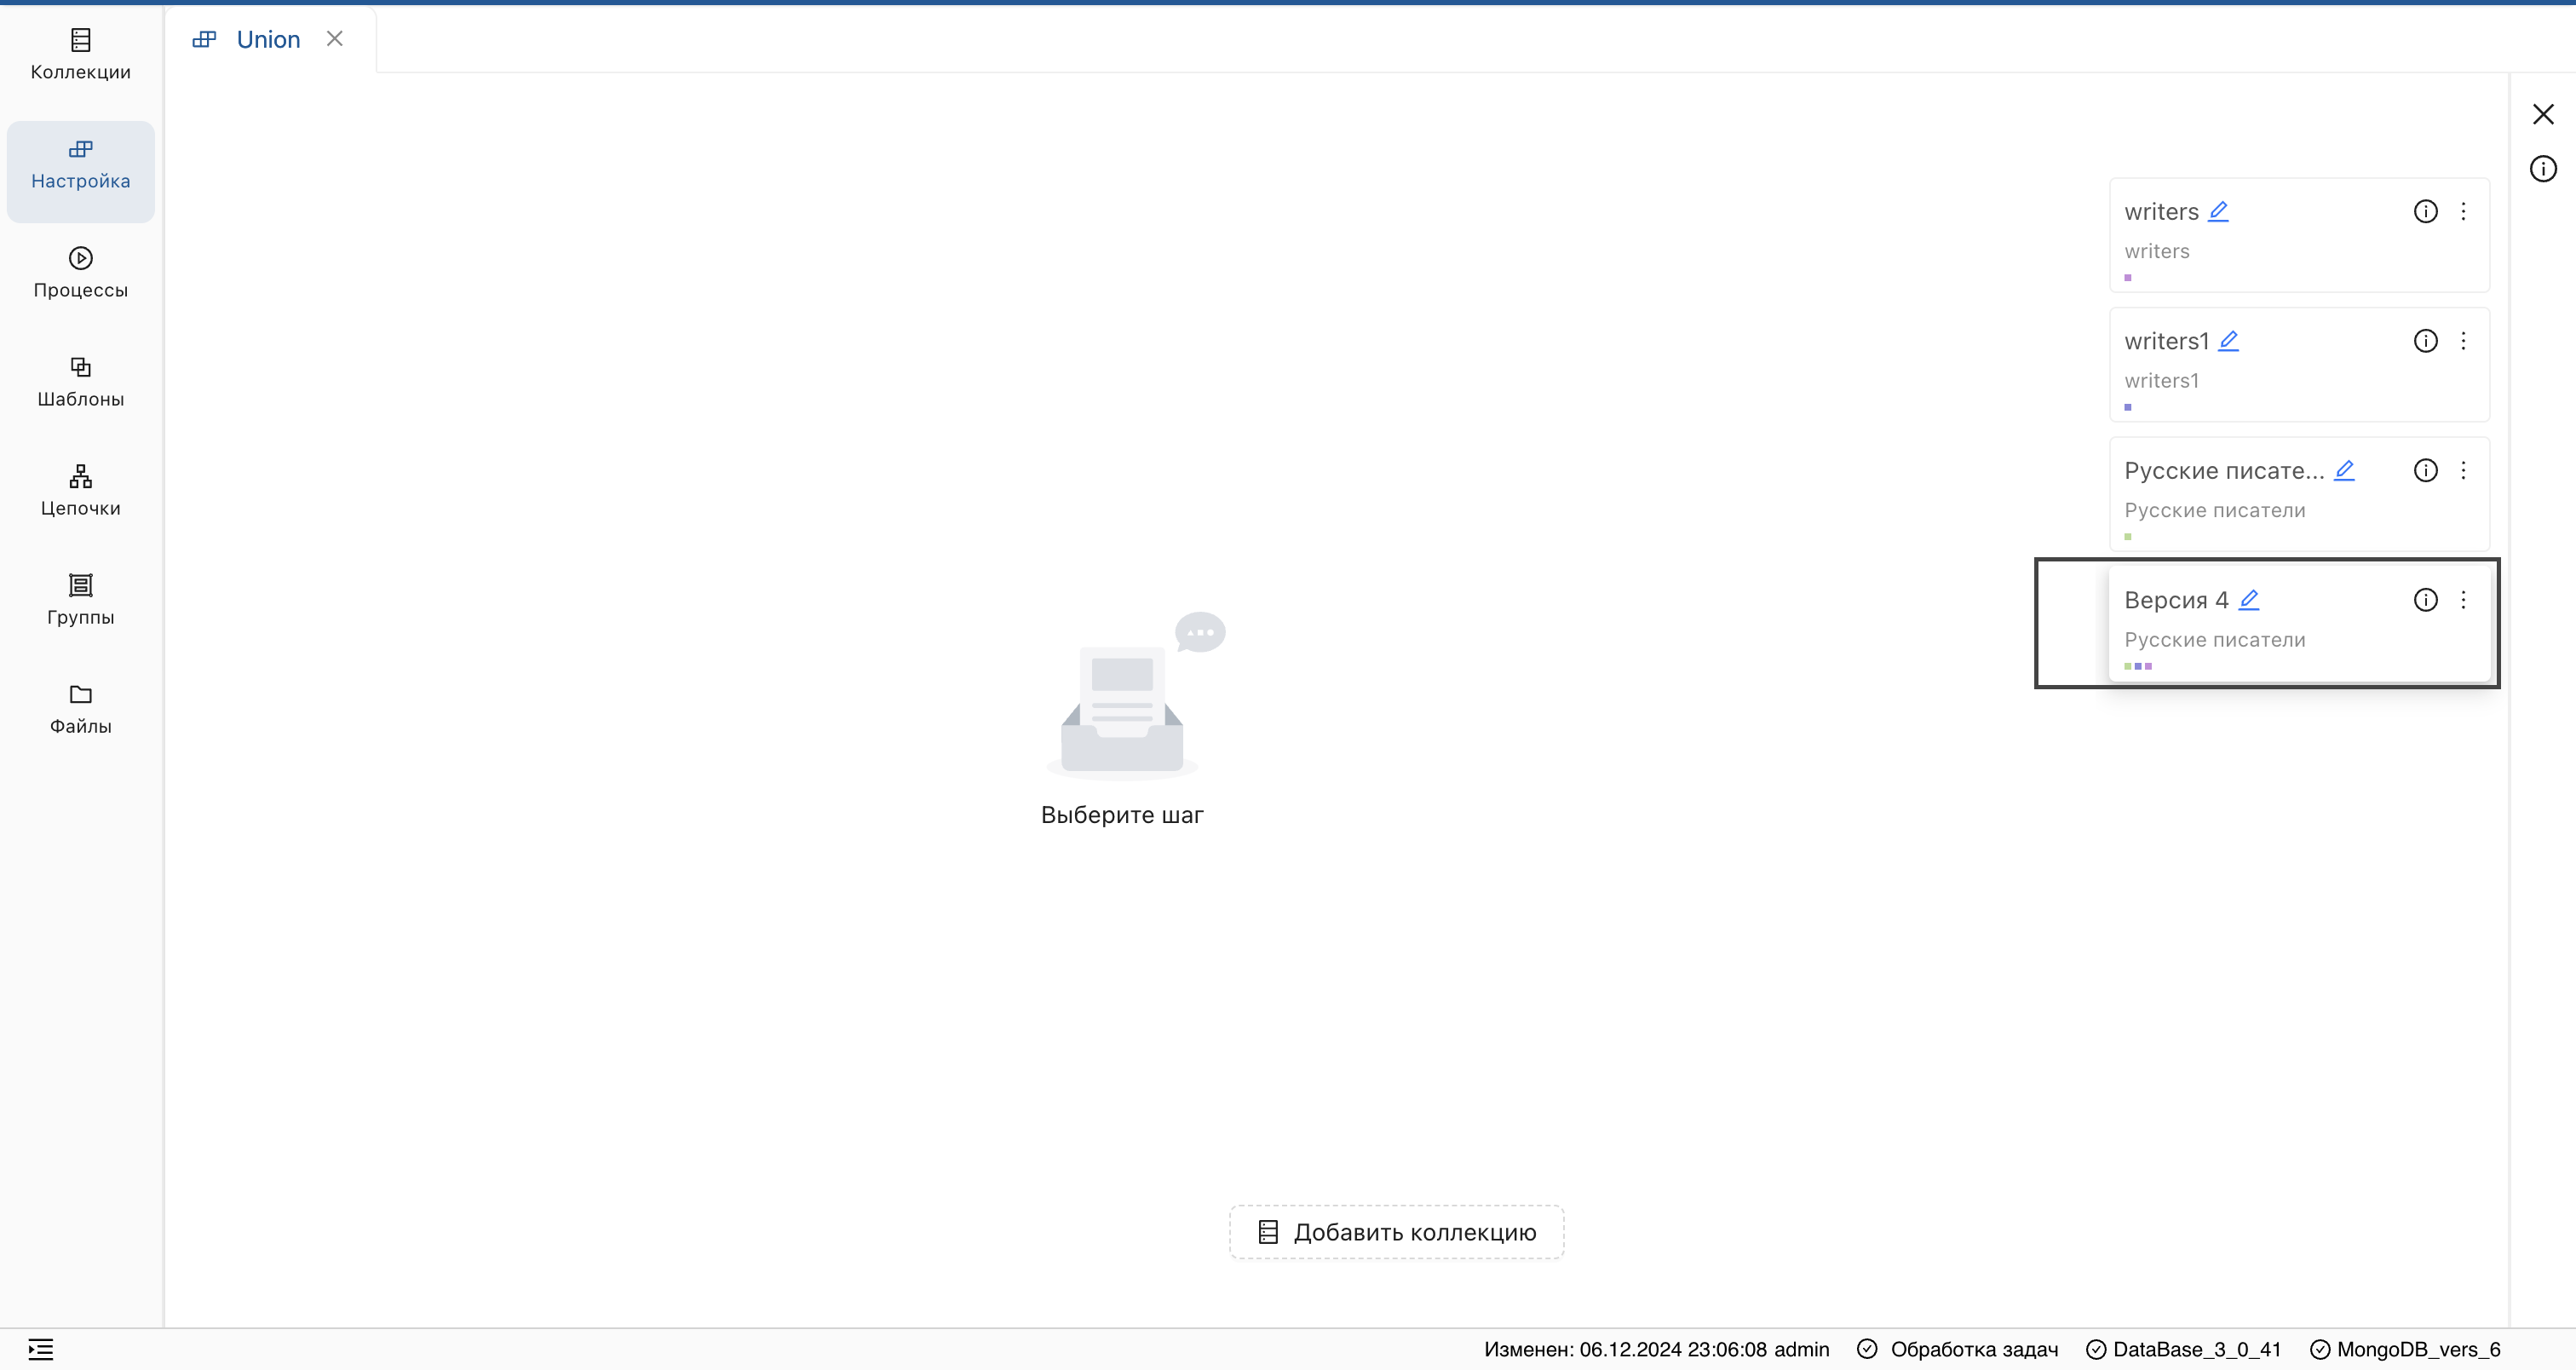 Union
Коллекции
Настройка
Процессы
Шаблоны
Цепочки
Группы
Файлы
writers
writers
writers1
writers1
Русские писате...
Русские писатели
Версия 4
Русские писатели
Выберите шаг
Добавить коллекцию
Изменен: 06.12.2024 23:06:08 admin Обработка задач DataBase_3_0_41 MongoDB_vers_6